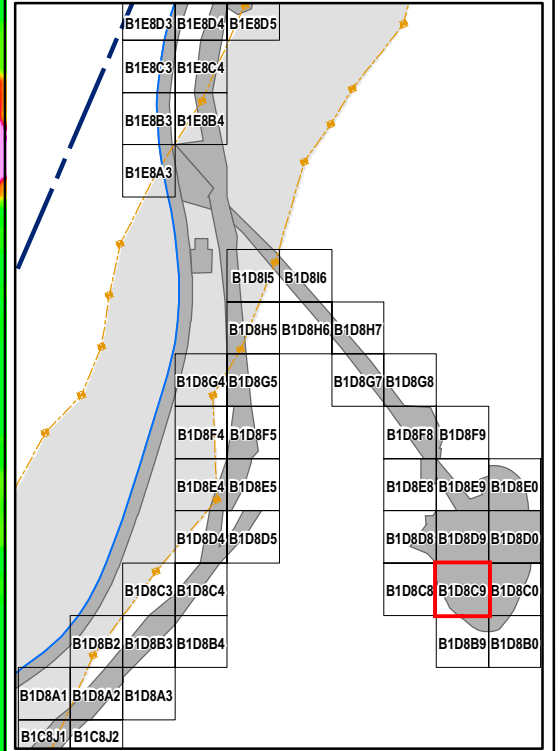 B1E8D3 B1E8D4 B1E8D5
B1E8C3 B1E8C4
B1E8B3 B1E8B4
B1E8A3
B1D8I5 B1D8I6
B1D8H5 B1D8H6 B1D8H7
B1D8G4 B1D8G5 B1D8G7 B1D8G8
B1D8F4 B1D8F5 B1D8F8 B1D8F9
B1D8E4 B1D8E5 B1D8E8 B1D8E9 B1D8E0
B1D8D4 B1D8D5 B1D8D8 B1D8D9 B1D8D0
B1D8C3 B1D8C4 B1D8C8 B1D8C9 B1D8C0
B1D8B2 B1D8B3 B1D8B4 B1D8B9 B1D8B0
B1D8A1 B1D8A2 B1D8A3
B1C8J1 B1C8J2